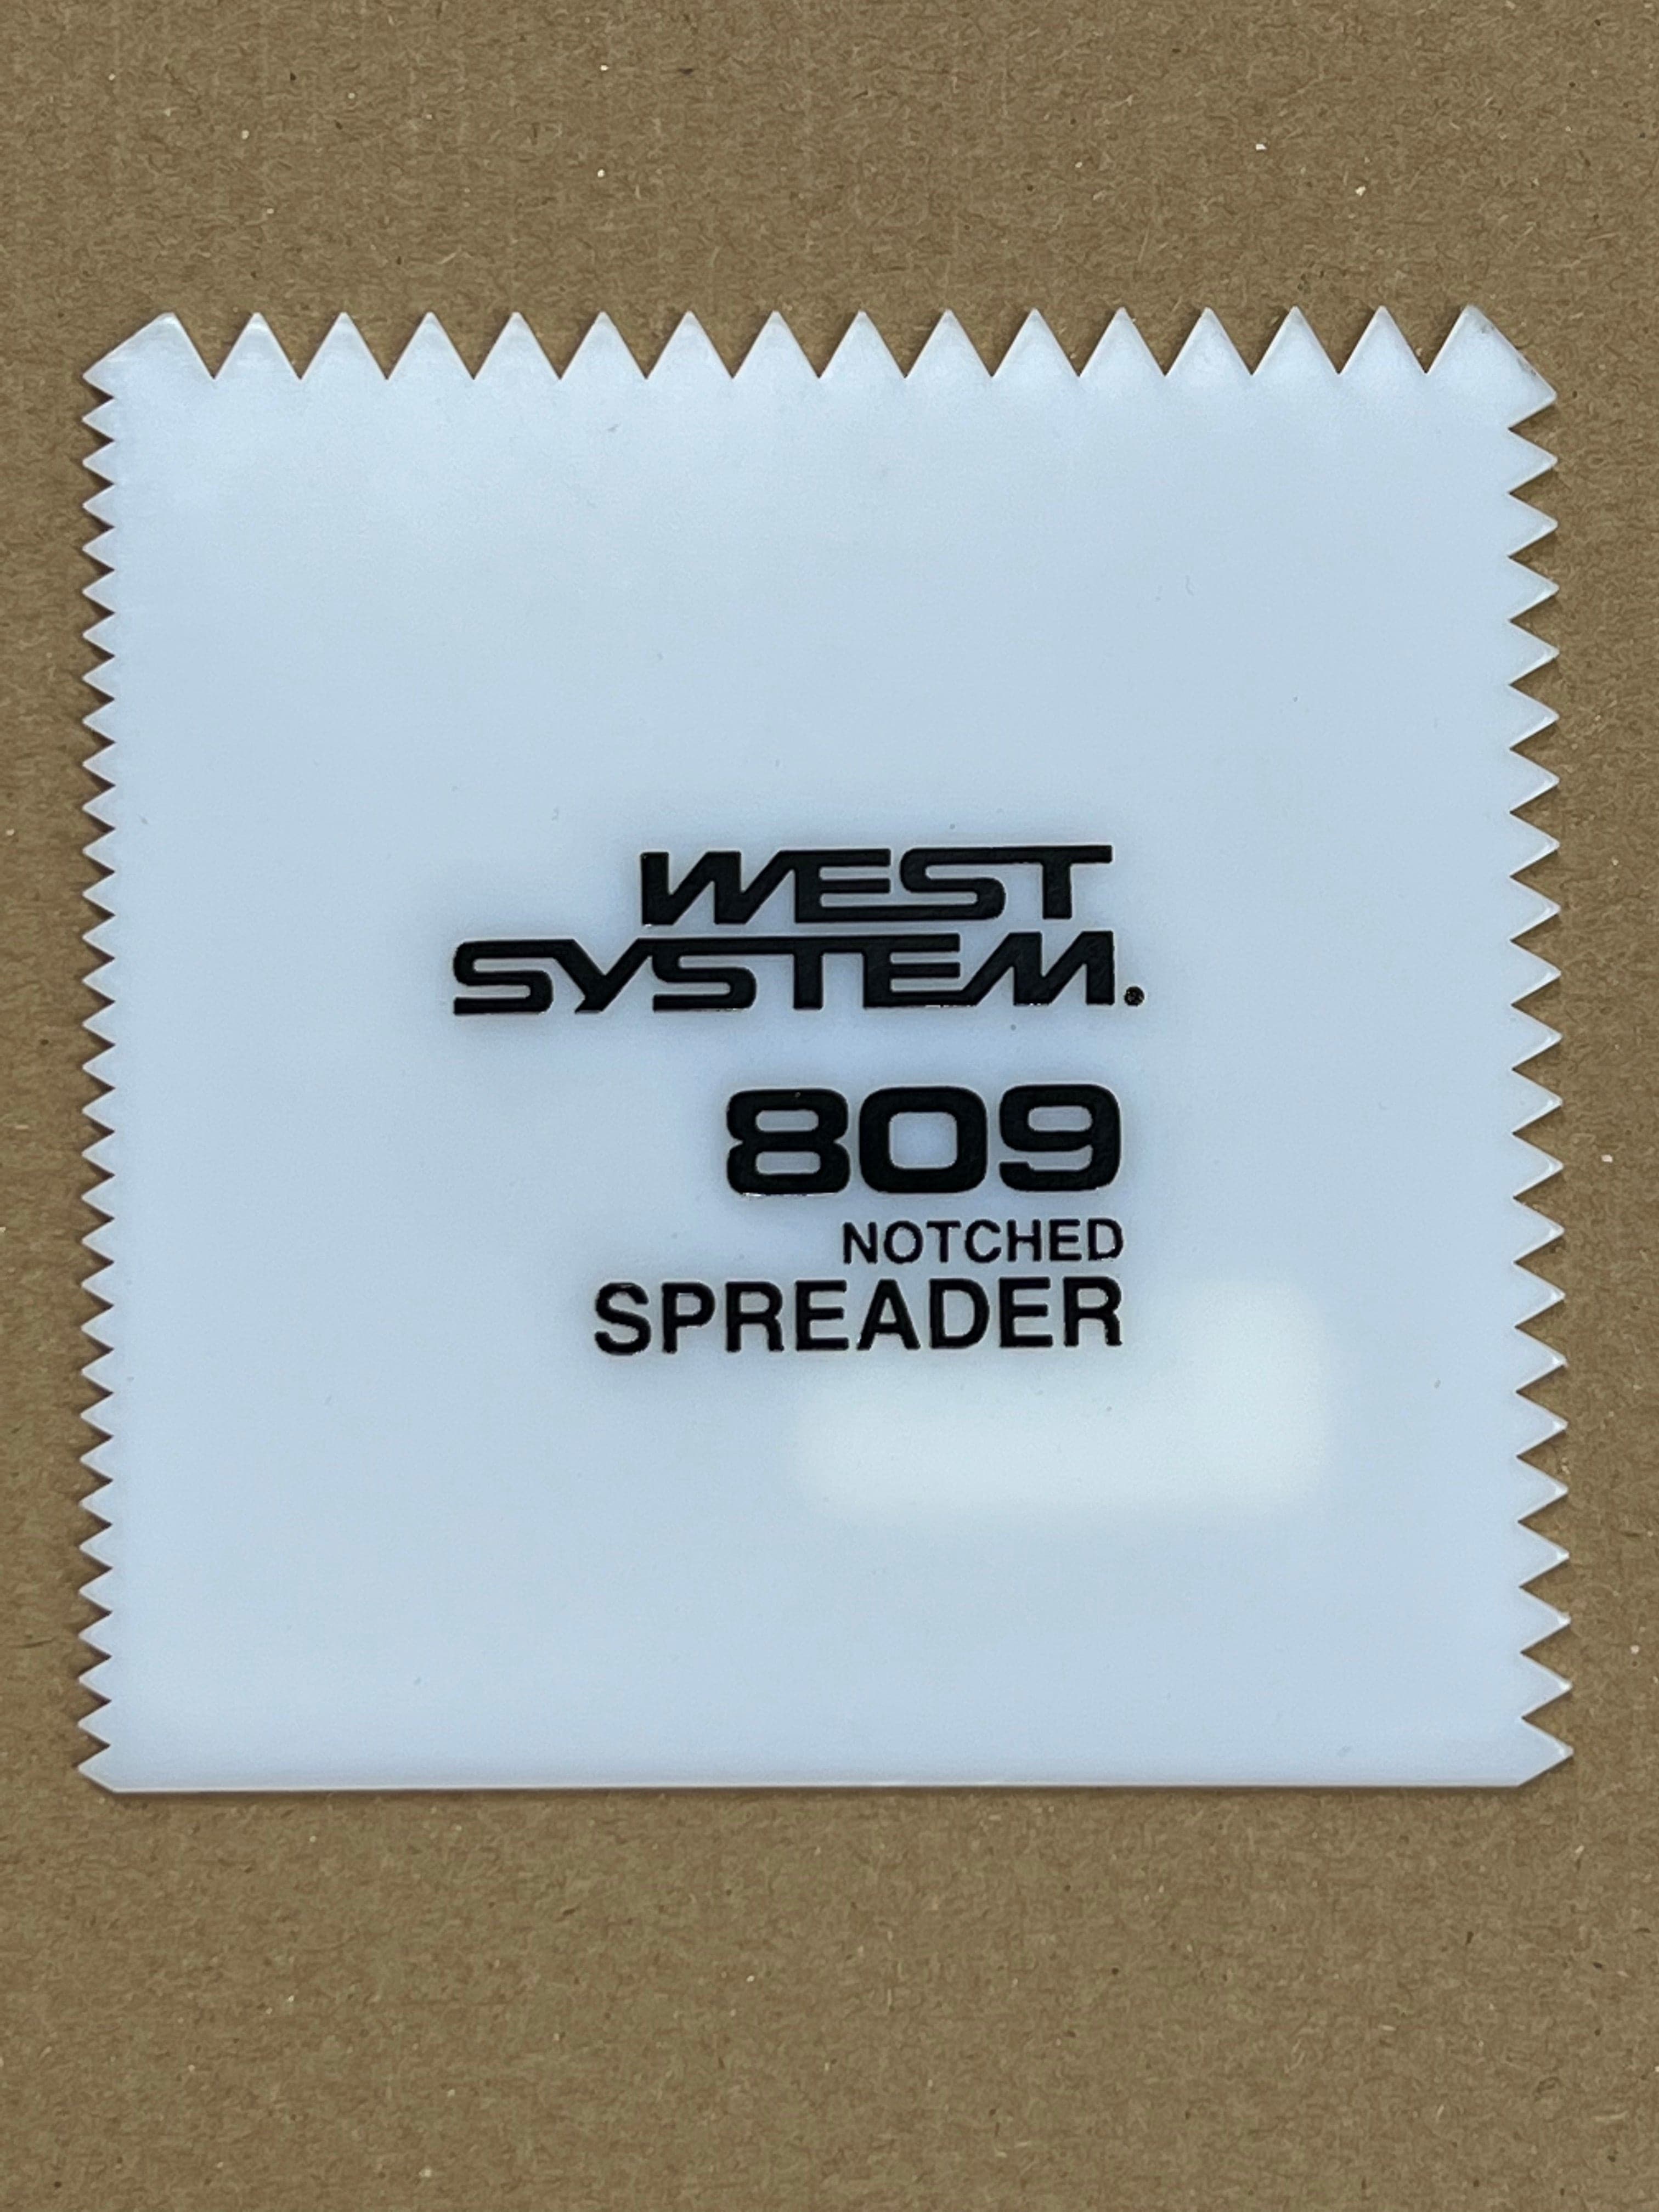 WEST
SYSTEM®
809
NOTCHED
SPREADER